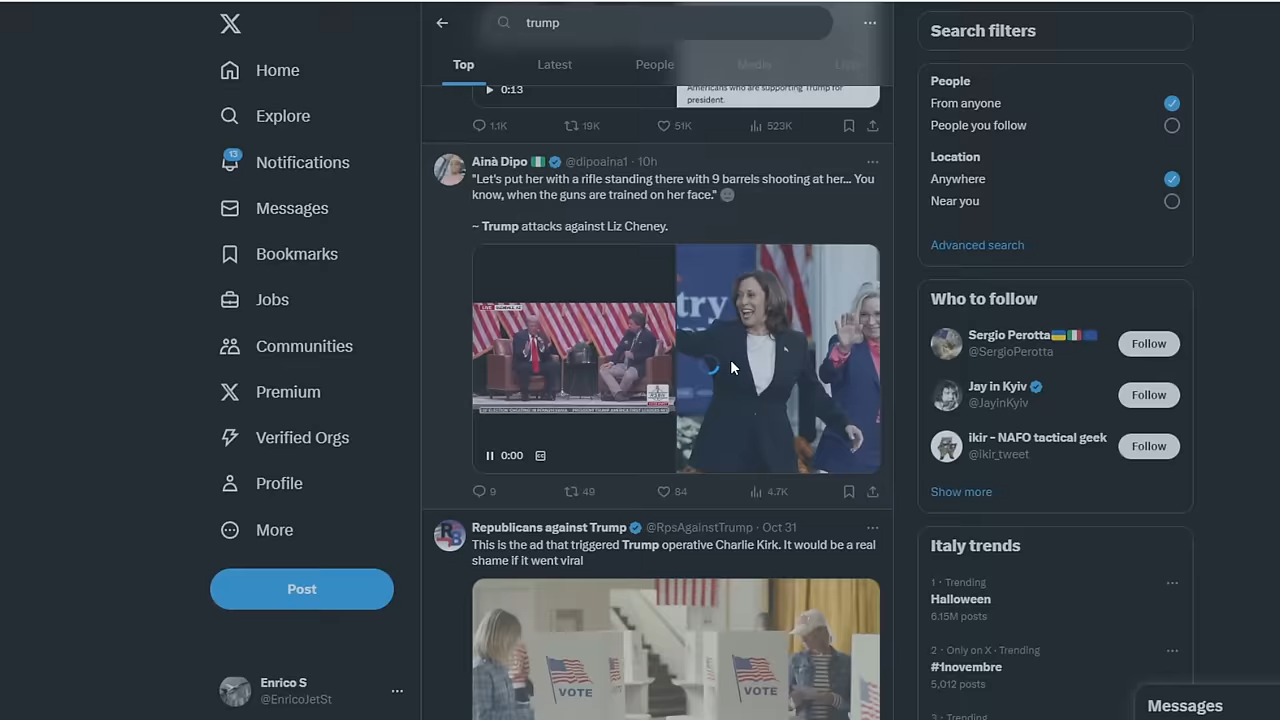 trump
Top
Latest
People
Media
Home
Explore
13
Notifications
Messages
Bookmarks
Jobs
Communities
Premium
Verified Orgs
Profile
More
Post
Enrico S
@EnricoJetSt
0:13
Americans who are supporting Trump for
president.
1.1K 19K 51K 523K
Ainà Dipo @dipoaina1 · 10h
"Let's put her with a rifle standing there with 9 barrels shooting at her... You
know, when the guns are trained on her face."
~ Trump attacks against Liz Cheney.
LIVE
try
0:00
9 49 84 4.7K
Republicans against Trump @RpsAgainstTrump · Oct 31
This is the ad that triggered Trump operative Charlie Kirk. It would be a real
shame if it went viral
VOTE
VOTE
Search filters
People
From anyone
People you follow
Location
Anywhere
Near you
Advanced search
Who to follow
Sergio Perotta
@SergioPerotta
Follow
Jay in Kyiv
@JayinKyiv
Follow
ikir - NAFO tactical geek
@ikir_tweet
Follow
Show more
Italy trends
1 · Trending
Halloween
6.15M posts
2 · Only on X · Trending
#1novembre
5,012 posts
Messages